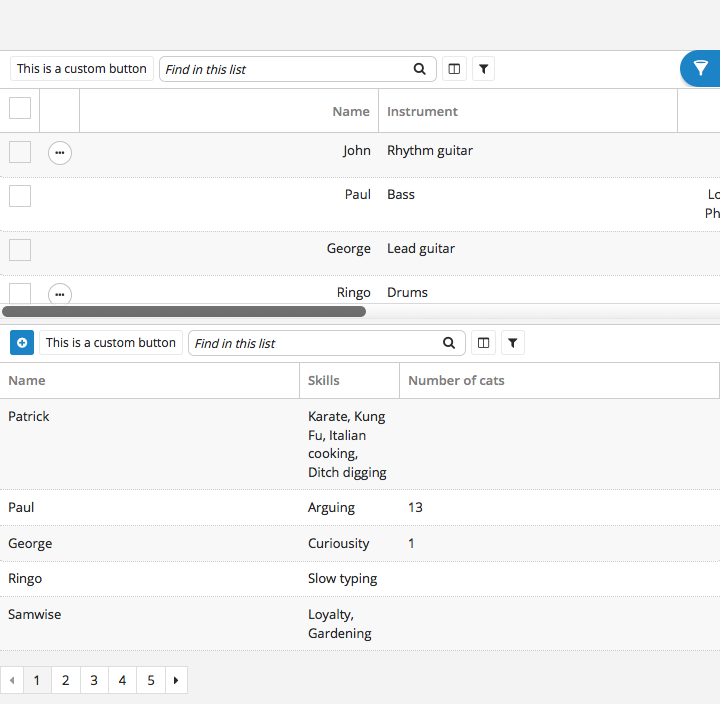 This is a custom button Find in this list
Name Instrument
John Rhythm guitar
Paul Bass Lo
Ph
George Lead guitar
Ringo Drums
This is a custom button Find in this list
Name Skills Number of cats
Patrick Karate, Kung
Fu, Italian
cooking,
Ditch digging
Paul Arguing 13
George Curiousity 1
Ringo Slow typing
Samwise Loyalty,
Gardening
1 2 3 4 5